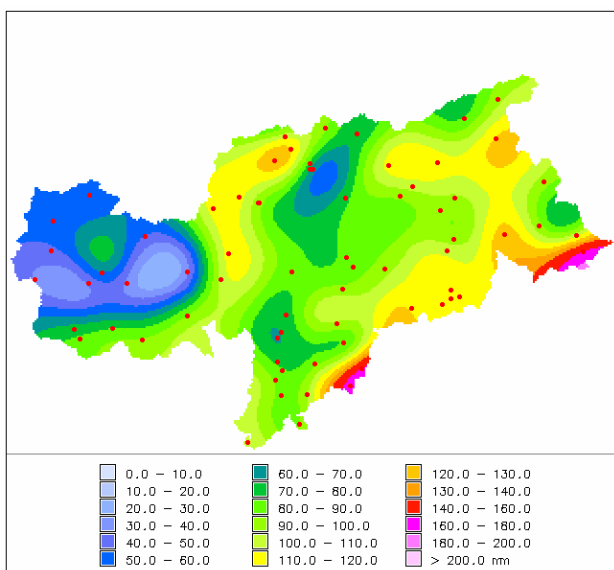 0.0 – 10.0
10.0 – 20.0
20.0 – 30.0
30.0 – 40.0
40.0 – 50.0
50.0 – 60.0
60.0 – 70.0
70.0 – 80.0
80.0 – 90.0
90.0 – 100.0
100.0 – 110.0
110.0 – 120.0
120.0 – 130.0
130.0 – 140.0
140.0 – 160.0
160.0 – 180.0
180.0 – 200.0
> 200.0 nm